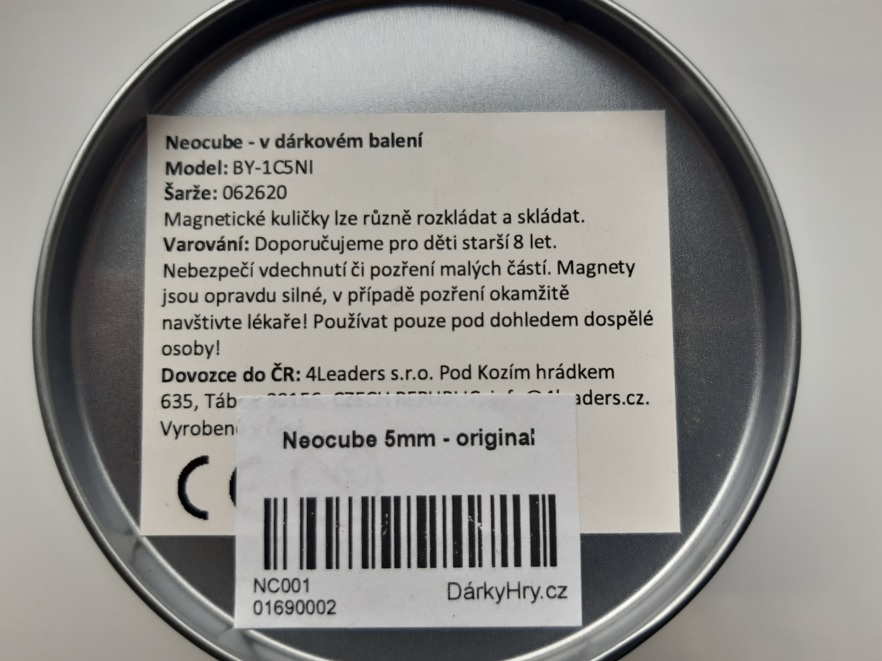 Neocube - v dárkovém balení
Model: BY-1C5NI
Šarže: 062620
Magnetické kuličky lze různě rozkládat a skládat.
Varování: Doporučujeme pro děti starší 8 let.
Nebezpečí vdechnutí či pozření malých částí. Magnety
jsou opravdu silné, v případě pozření okamžitě
navštivte lékaře! Používat pouze pod dohledem dospělé
osoby!
Dovozce do ČR: 4Leaders s.r.o. Pod Kozím hrádkem
635, CZECH REPUBLIC
Neocube 5mm - original
NC001
01690002
DárkyHry.cz